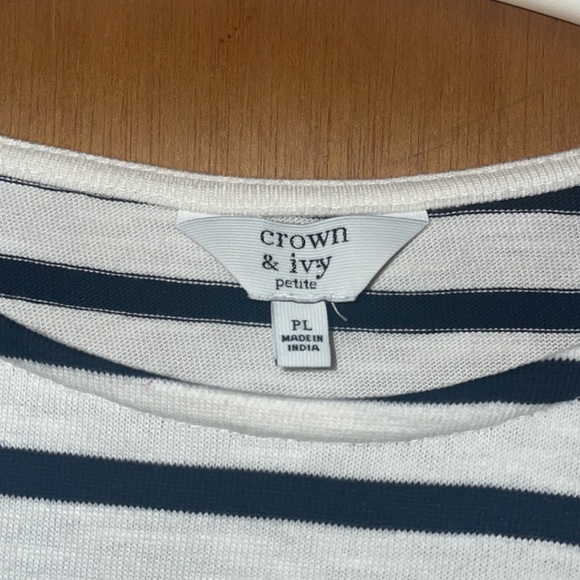 crown
& ivy
petite
PL
MADE IN
INDIA